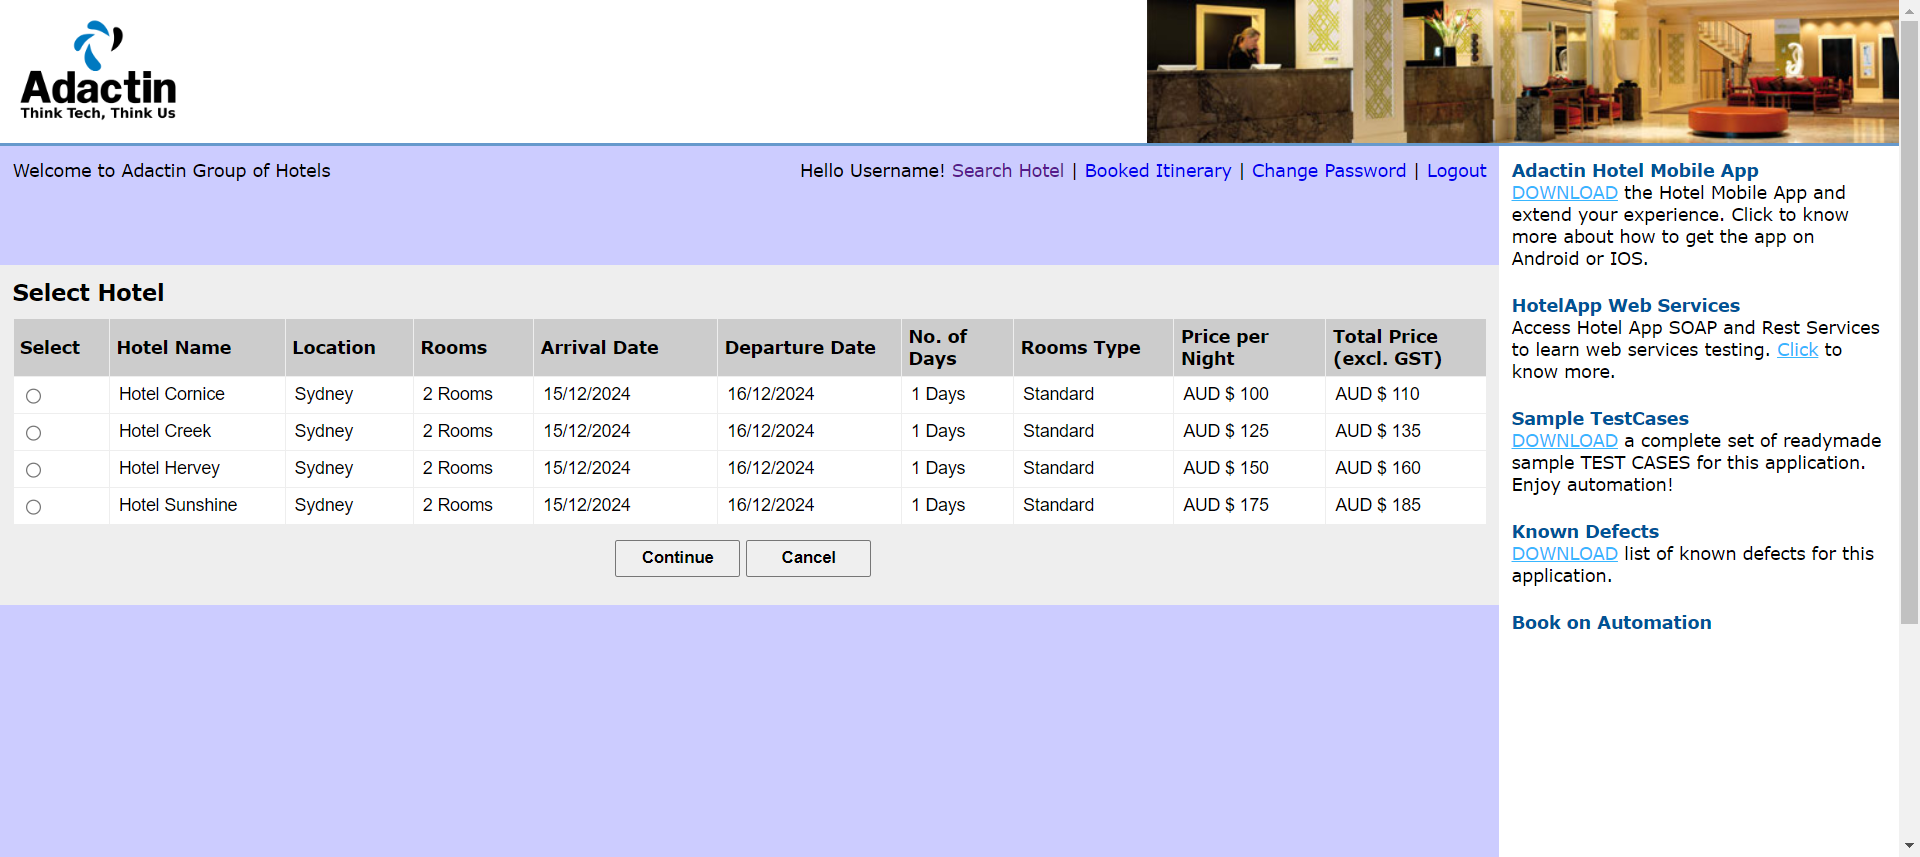 Adactin
Think Tech, Think Us
Welcome to Adactin Group of Hotels
Hello Username! Search Hotel | Booked Itinerary | Change Password | Logout
Select Hotel
Select Hotel Name Location Rooms Arrival Date Departure Date No. of Days Rooms Type Price per Night Total Price (excl. GST)
Hotel Cornice Sydney 2 Rooms 15/12/2024 16/12/2024 1 Days Standard AUD $ 100 AUD $ 110
Hotel Creek Sydney 2 Rooms 15/12/2024 16/12/2024 1 Days Standard AUD $ 125 AUD $ 135
Hotel Hervey Sydney 2 Rooms 15/12/2024 16/12/2024 1 Days Standard AUD $ 150 AUD $ 160
Hotel Sunshine Sydney 2 Rooms 15/12/2024 16/12/2024 1 Days Standard AUD $ 175 AUD $ 185
Continue Cancel
Adactin Hotel Mobile App
DOWNLOAD the Hotel Mobile App and
extend your experience. Click to know
more about how to get the app on
Android or IOS.
HotelApp Web Services
Access Hotel App SOAP and Rest Services
to learn web services testing. Click to
know more.
Sample TestCases
DOWNLOAD a complete set of readymade
sample TEST CASES for this application.
Enjoy automation!
Known Defects
DOWNLOAD list of known defects for this
application.
Book on Automation